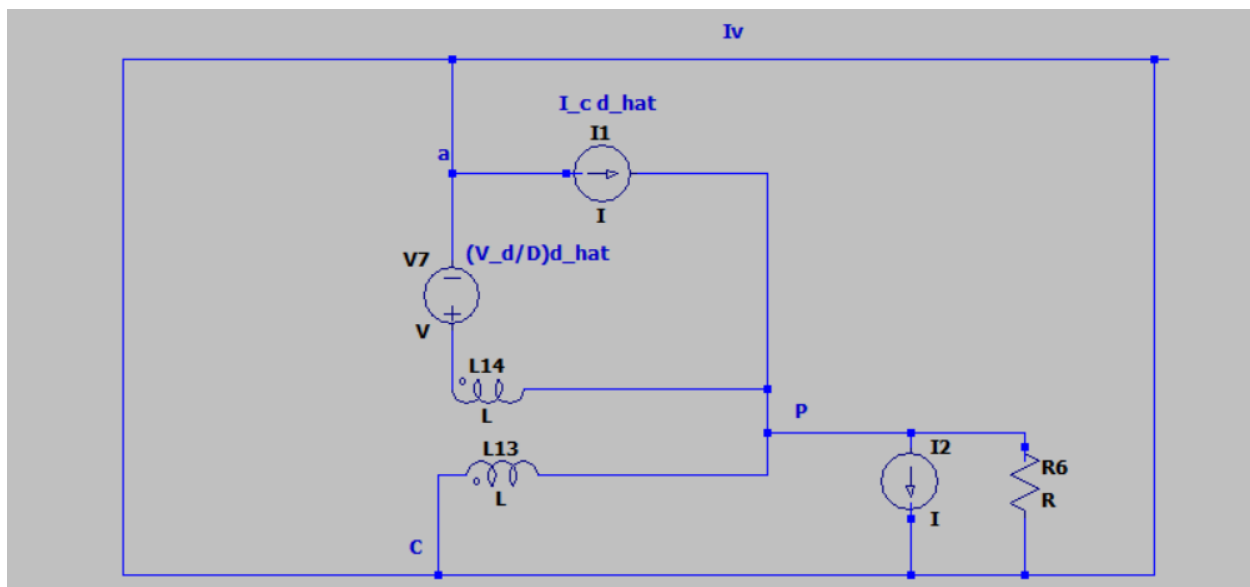 Iv
I_c d_hat
I1
a
I
(V_d/D)d_hat
V7
V
L14
L
P
L13
L
I2
R6
R
I
C